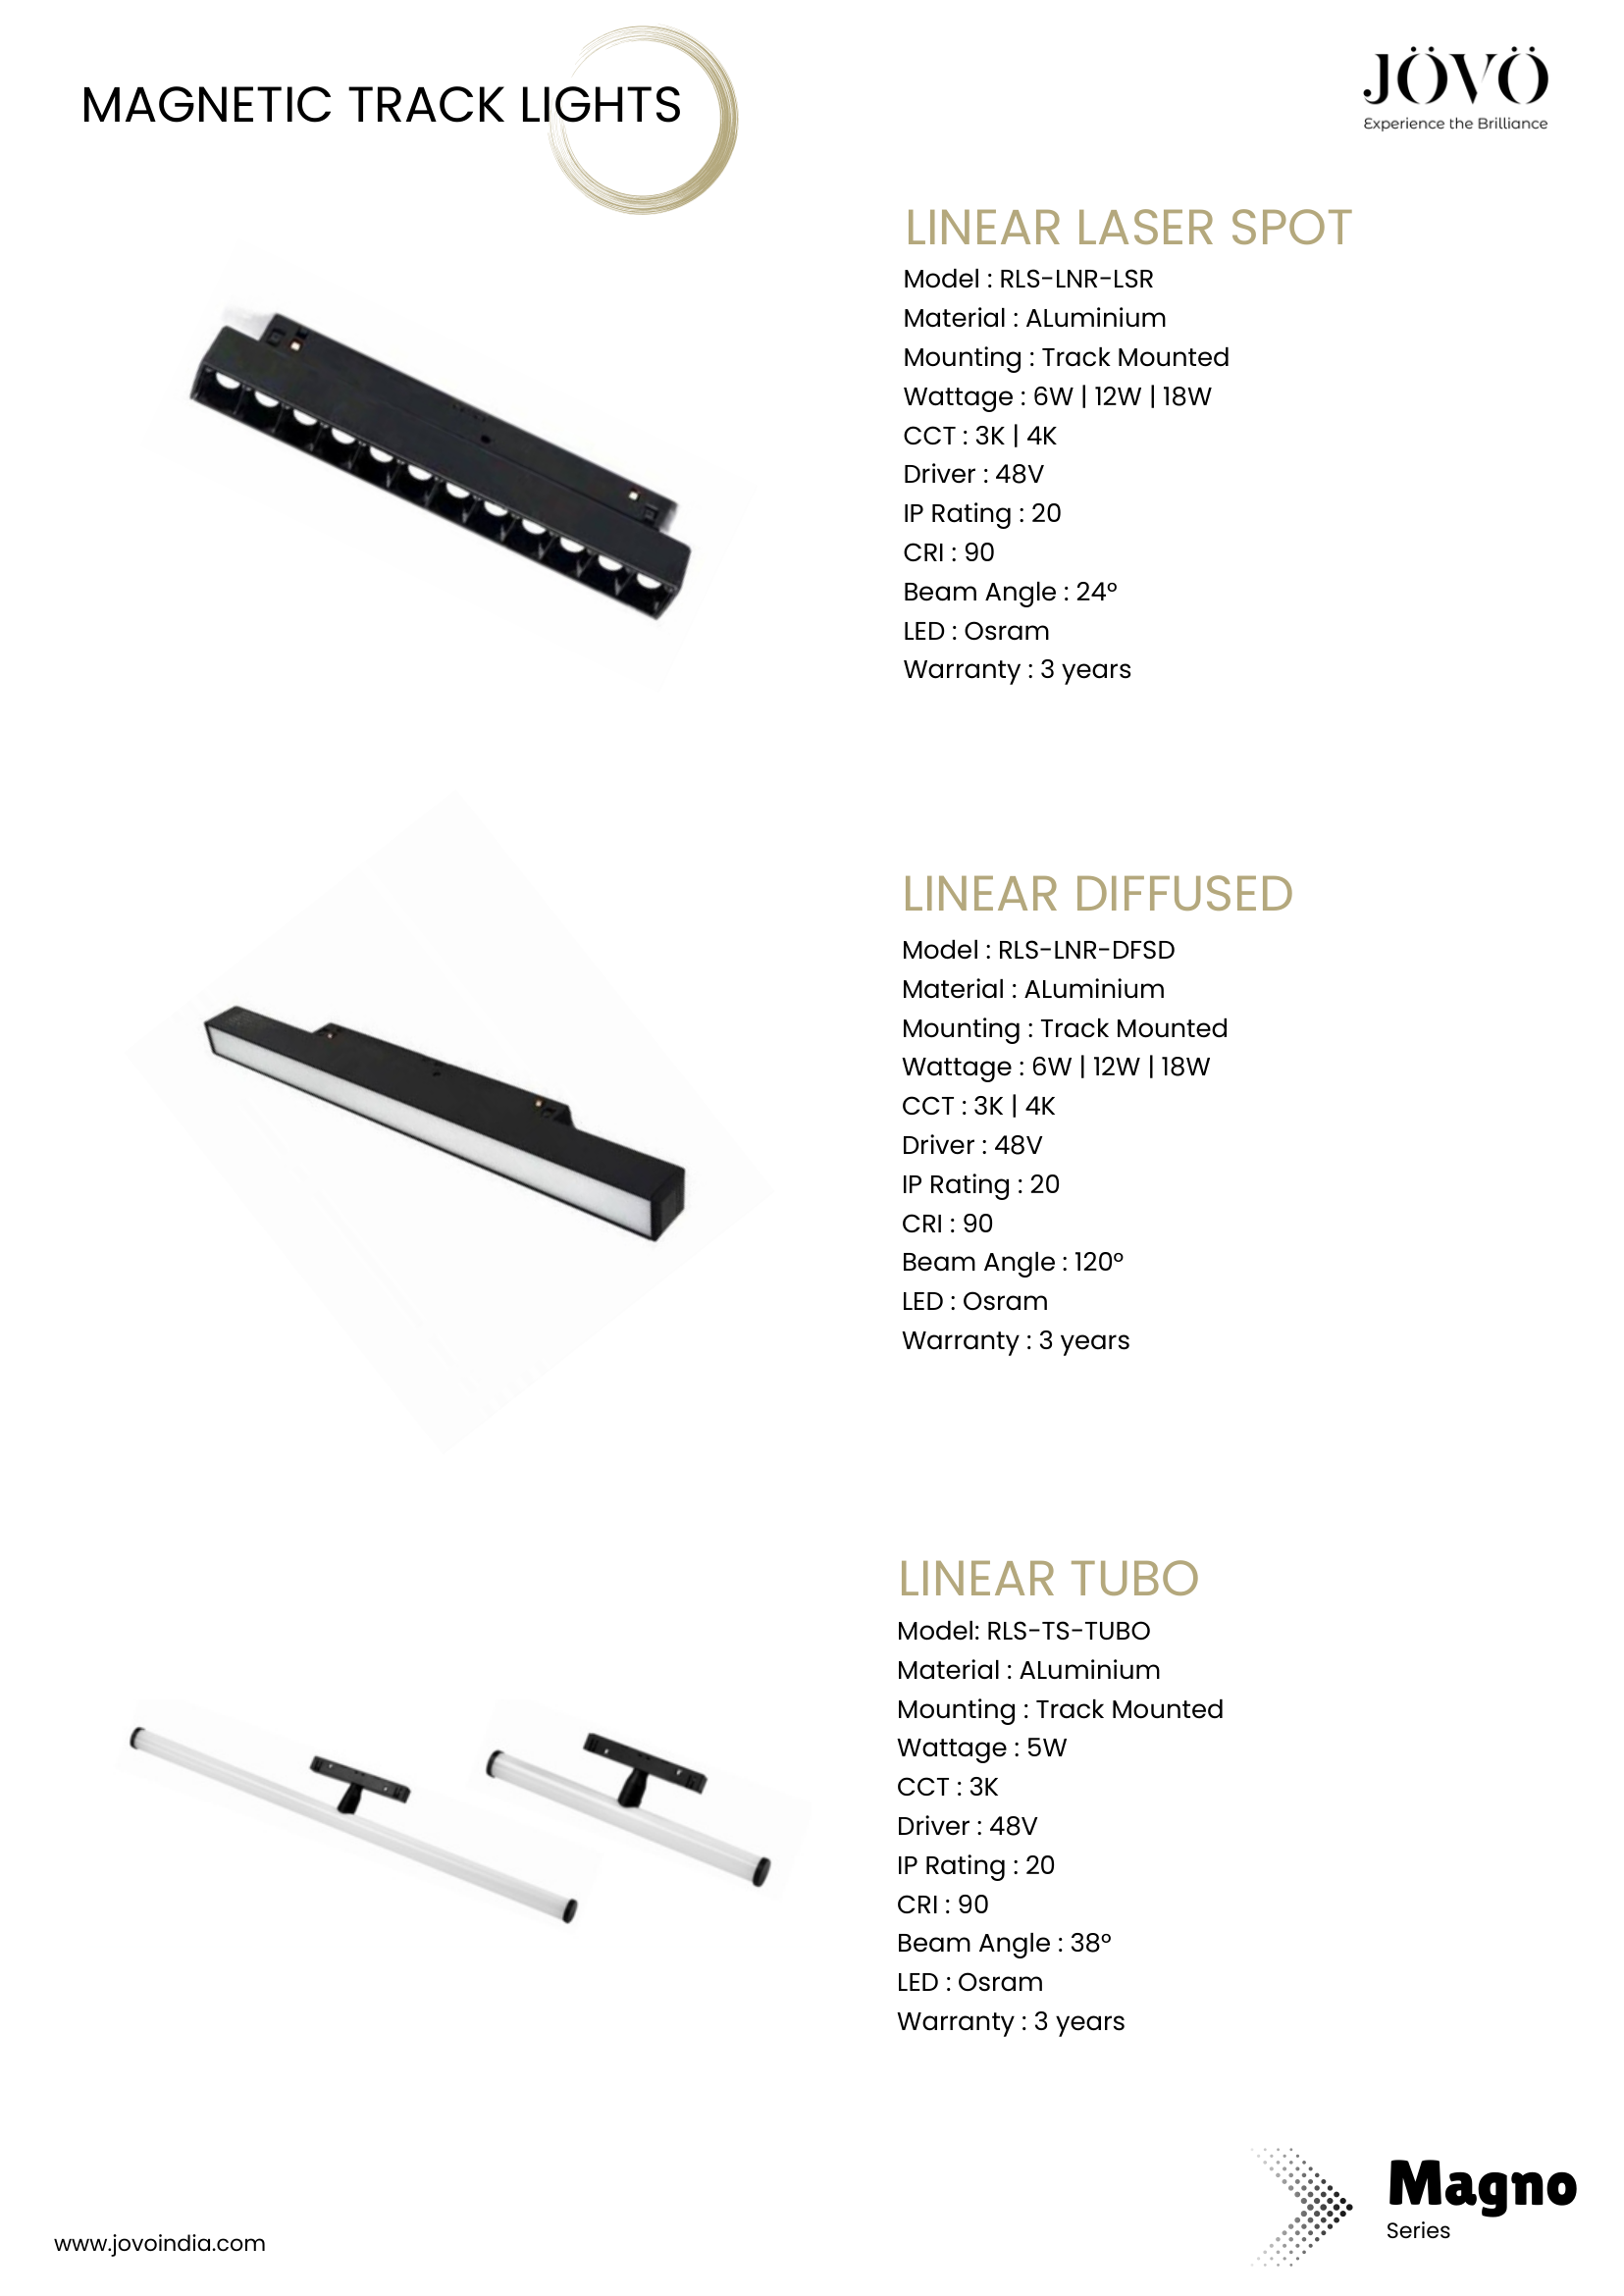 MAGNETIC TRACK LIGHTS
JÖVÖ
Experience the Brilliance
LINEAR LASER SPOT
Model : RLS-LNR-LSR
Material : ALuminium
Mounting : Track Mounted
Wattage : 6W | 12W | 18W
CCT : 3K | 4K
Driver : 48V
IP Rating : 20
CRI : 90
Beam Angle : 24°
LED : Osram
Warranty : 3 years
LINEAR DIFFUSED
Model : RLS-LNR-DFSD
Material : ALuminium
Mounting : Track Mounted
Wattage : 6W | 12W | 18W
CCT : 3K | 4K
Driver : 48V
IP Rating : 20
CRI : 90
Beam Angle : 120°
LED : Osram
Warranty : 3 years
LINEAR TUBO
Model: RLS-TS-TUBO
Material : ALuminium
Mounting : Track Mounted
Wattage : 5W
CCT : 3K
Driver : 48V
IP Rating : 20
CRI : 90
Beam Angle : 38°
LED : Osram
Warranty : 3 years
Magno
Series
www.jovoindia.com